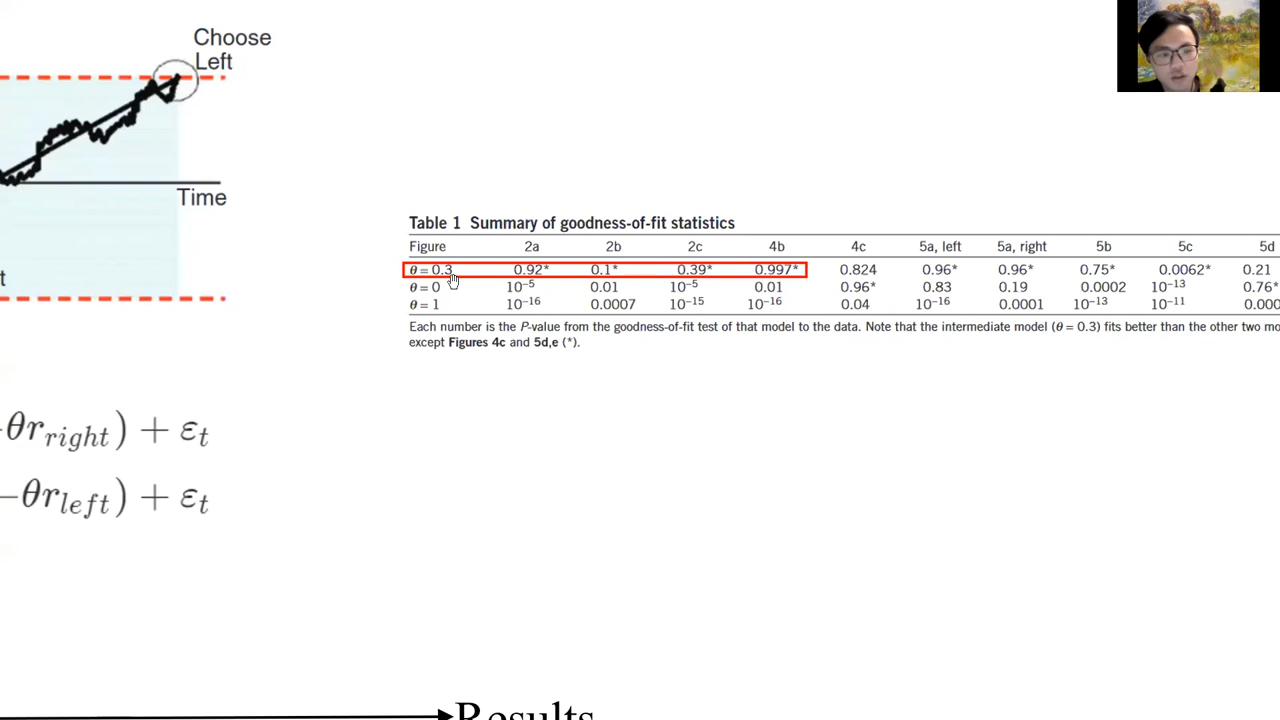 Choose
Left
Time
t
Table 1 Summary of goodness-of-fit statistics
Figure 2a 2b 2c 4b 4c 5a, left 5a, right 5b 5c 5d
θ = 0.3 0.92* 0.1* 0.39* 0.997* 0.824 0.96* 0.96* 0.75* 0.0062* 0.21
θ = 0 10⁻⁵ 0.01 10⁻⁵ 0.01 0.96* 0.83 0.19 0.0002 10⁻¹³ 0.76*
θ = 1 10⁻¹⁶ 0.0007 10⁻¹⁵ 10⁻¹⁶ 0.04 10⁻¹⁶ 0.0001 10⁻¹³ 10⁻¹¹ 0.000
Each number is the P-value from the goodness-of-fit test of that model to the data. Note that the intermediate model (θ = 0.3) fits better than the other two mo
except Figures 4c and 5d,e (*).
θr_right) + ε_t
−θr_left) + ε_t
Results